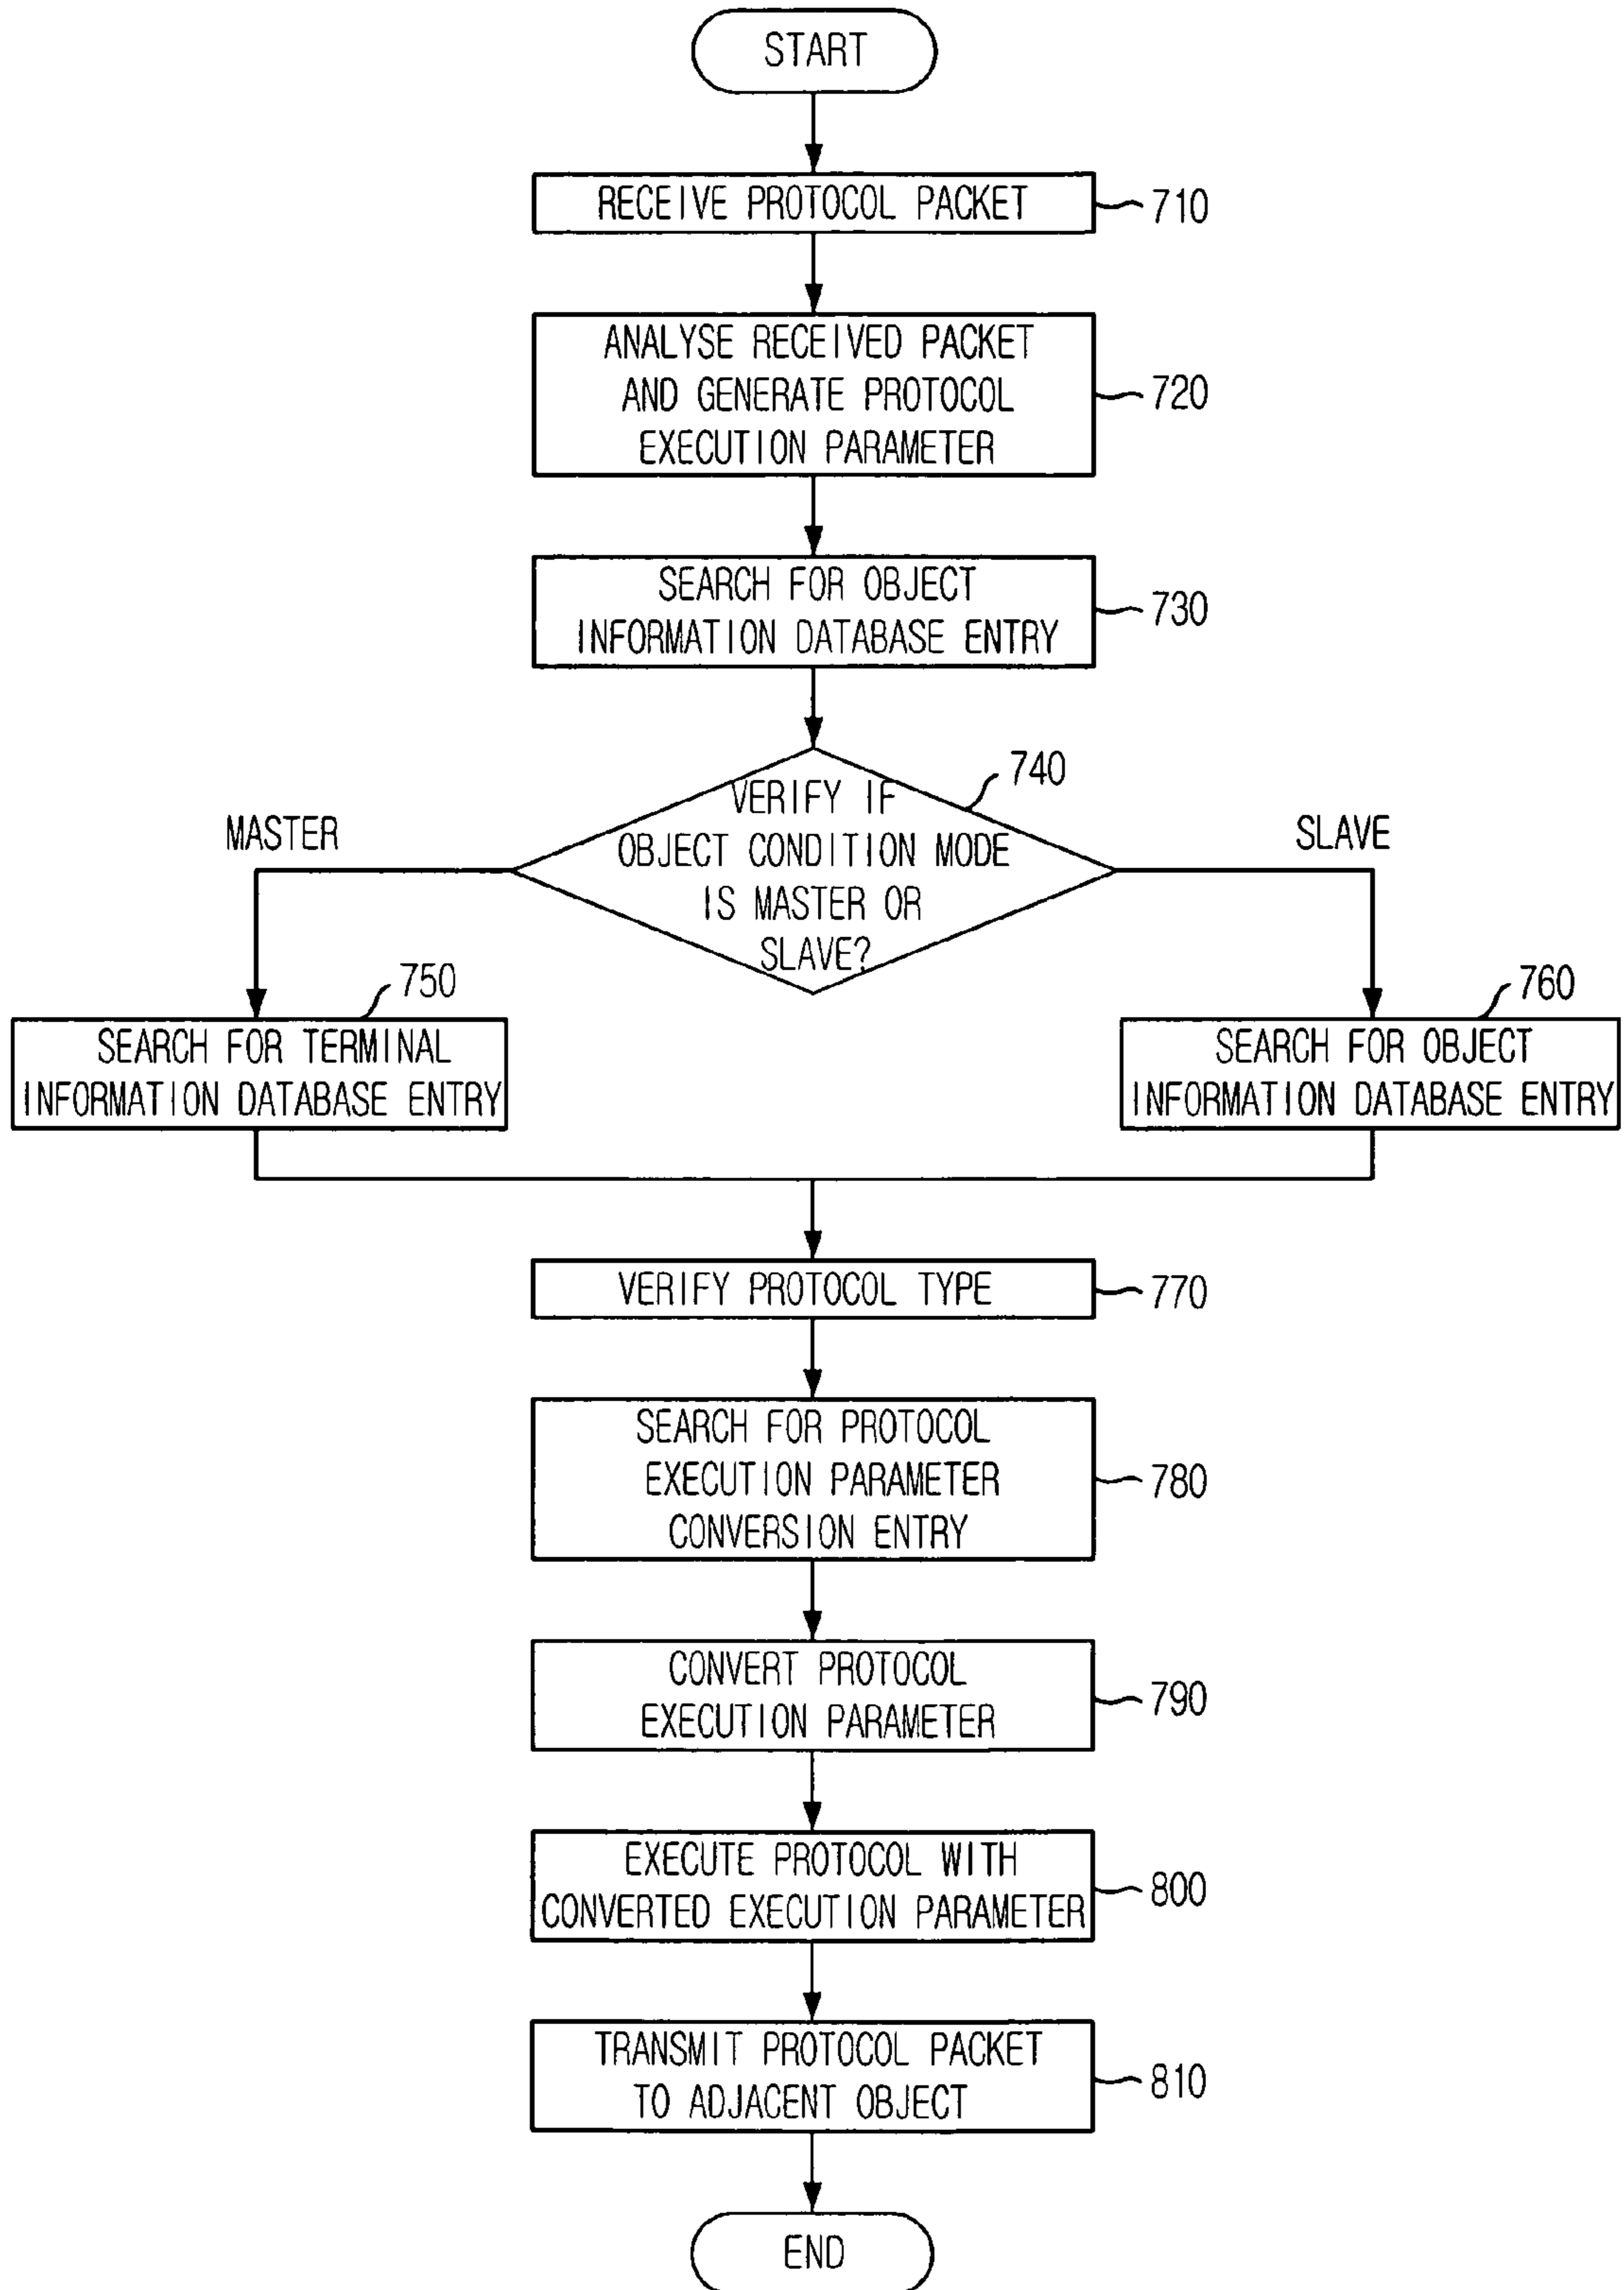 START
RECEIVE PROTOCOL PACKET
710
ANALYSE RECEIVED PACKET
AND GENERATE PROTOCOL
EXECUTION PARAMETER
720
SEARCH FOR OBJECT
INFORMATION DATABASE ENTRY
730
740
VERIFY IF
OBJECT CONDITION MODE
IS MASTER OR
SLAVE?
MASTER
SLAVE
750
SEARCH FOR TERMINAL
INFORMATION DATABASE ENTRY
760
SEARCH FOR OBJECT
INFORMATION DATABASE ENTRY
VERIFY PROTOCOL TYPE
770
SEARCH FOR PROTOCOL
EXECUTION PARAMETER
CONVERSION ENTRY
780
CONVERT PROTOCOL
EXECUTION PARAMETER
790
EXECUTE PROTOCOL WITH
CONVERTED EXECUTION PARAMETER
800
TRANSMIT PROTOCOL PACKET
TO ADJACENT OBJECT
810
END